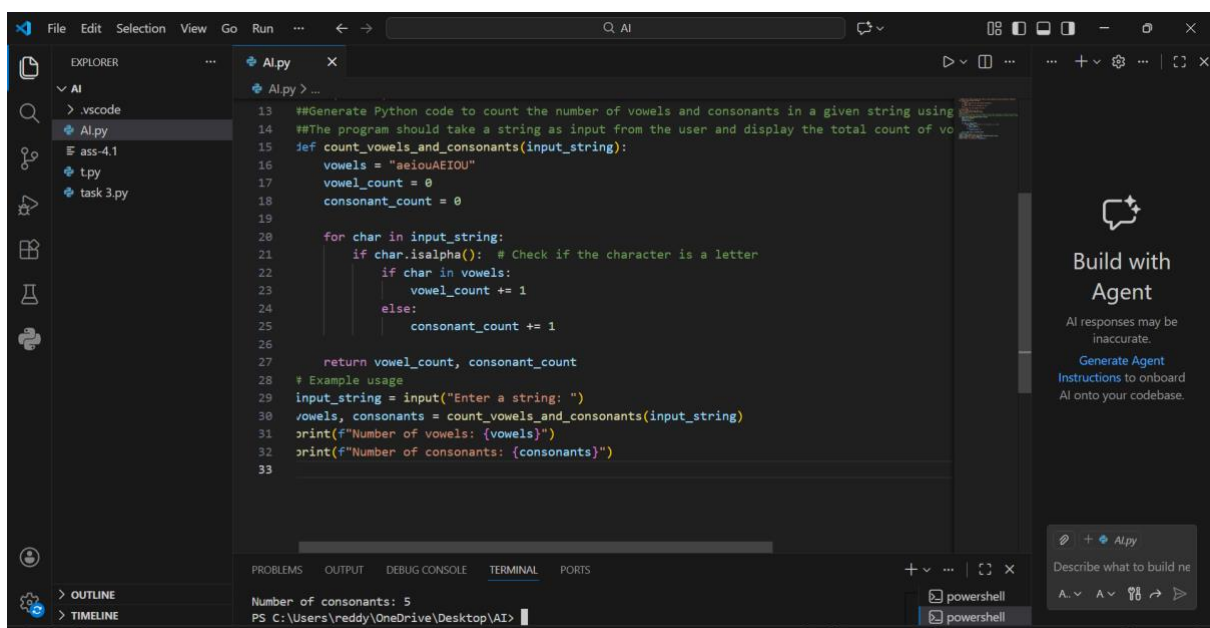 File Edit Selection View Go Run ··· AI
EXPLORER ···
AI
.vscode
AI.py
ass-4.1
t.py
task 3.py
OUTLINE
TIMELINE
AI.py
AI.py > ...
13 ##Generate Python code to count the number of vowels and consonants in a given string using
14 ##The program should take a string as input from the user and display the total count of vo
15 def count_vowels_and_consonants(input_string):
16 vowels = "aeiouAEIOU"
17 vowel_count = 0
18 consonant_count = 0
19
20 for char in input_string:
21 if char.isalpha(): # Check if the character is a letter
22 if char in vowels:
23 vowel_count += 1
24 else:
25 consonant_count += 1
26
27 return vowel_count, consonant_count
28 # Example usage
29 input_string = input("Enter a string: ")
30 vowels, consonants = count_vowels_and_consonants(input_string)
31 print(f"Number of vowels: {vowels}")
32 print(f"Number of consonants: {consonants}")
33
PROBLEMS OUTPUT DEBUG CONSOLE TERMINAL PORTS
Number of consonants: 5
PS C:\Users\reddy\OneDrive\Desktop\AI>
powershell
powershell
Build with
Agent
AI responses may be
inaccurate.
Generate Agent
Instructions to onboard
AI onto your codebase.
AI.py
Describe what to build ne
A.. A